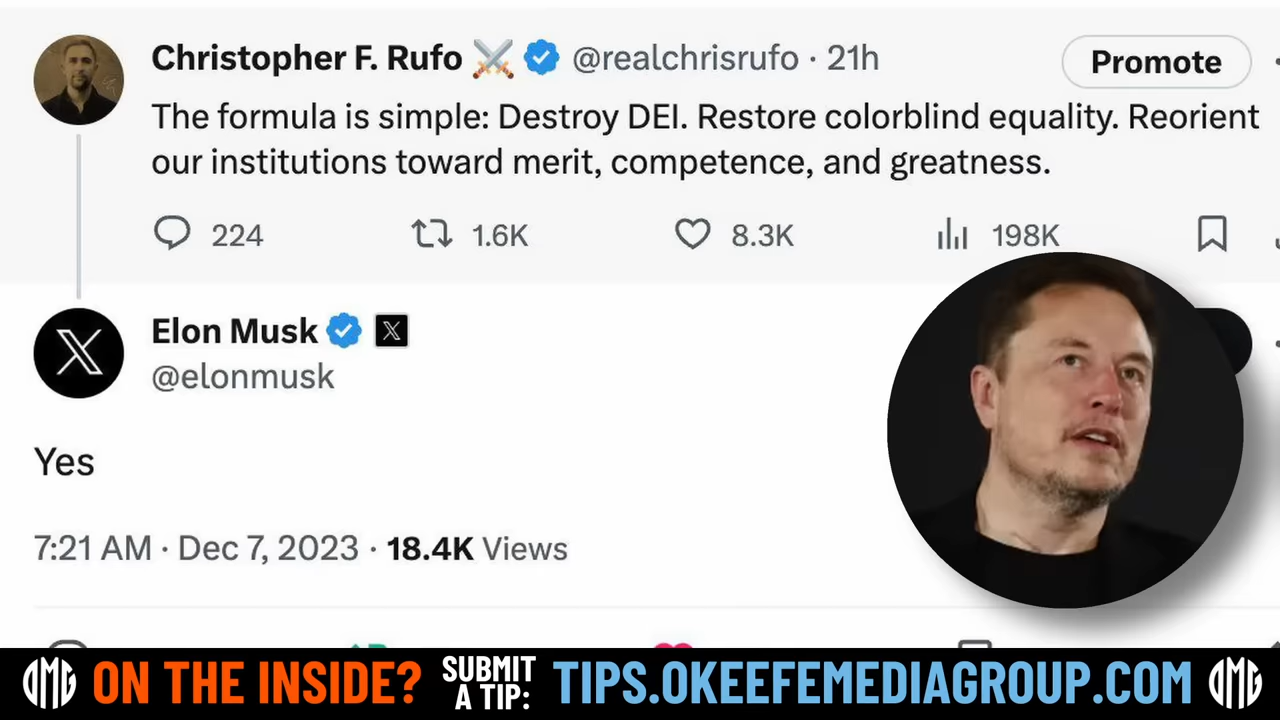 Christopher F. Rufo ⚔️ @realchrisrufo · 21h
Promote
The formula is simple: Destroy DEI. Restore colorblind equality. Reorient
our institutions toward merit, competence, and greatness.
224 1.6K 8.3K 198K
Elon Musk
@elonmusk
Yes
7:21 AM · Dec 7, 2023 · 18.4K Views
OMG ON THE INSIDE? SUBMIT A TIP: TIPS.OKEEFEMEDIAGROUP.COM OMG